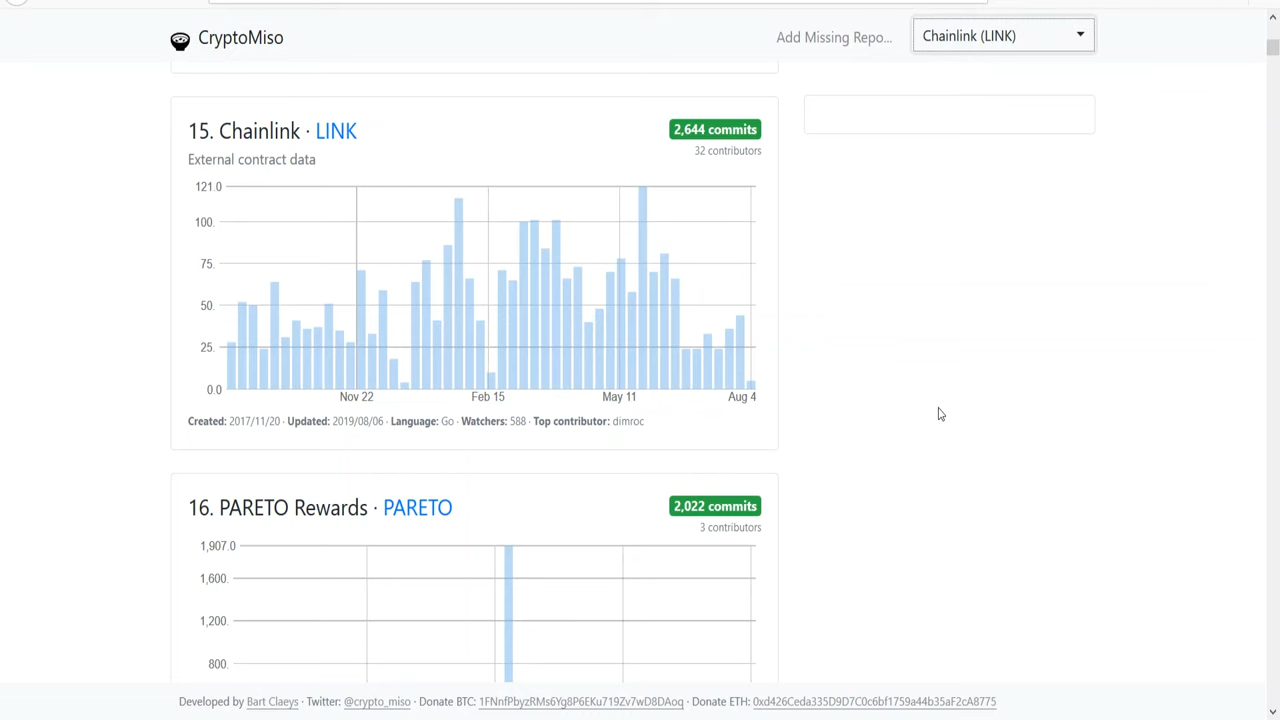 CryptoMiso
Add Missing Repo...
Chainlink (LINK)
15. Chainlink · LINK
2,644 commits
32 contributors
External contract data
121.0
100.
75.
50.
25.
0.0
Nov 22
Feb 15
May 11
Aug 4
Created: 2017/11/20 · Updated: 2019/08/06 · Language: Go · Watchers: 588 · Top contributor: dimroc
16. PARETO Rewards · PARETO
2,022 commits
3 contributors
1,907.0
1,600.
1,200.
800.
Developed by Bart Claeys · Twitter: @crypto_miso · Donate BTC: 1FNnfPbyzRMs6Yg8P6EKu719Zv7wD8DAoq · Donate ETH: 0xd426Ceda335D9D7C0c6bf1759a44b35aF2cA8775